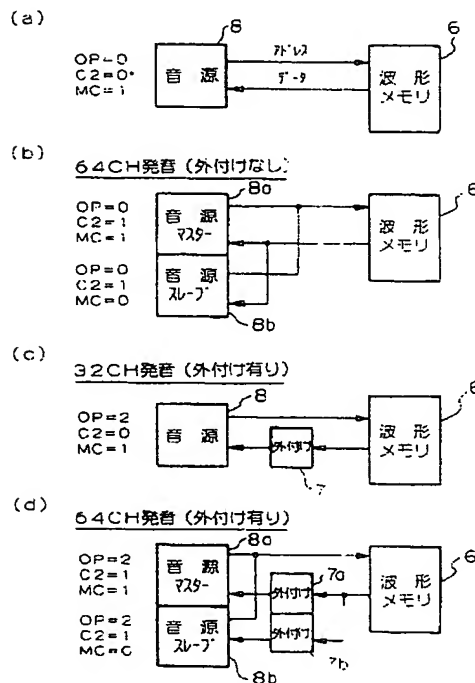 (a)
8
6
OP=0
C2=0
MC=1
音 源
アドレス
データ
波 形
メモリ
(b)
64CH発音(外付けなし)
8a
6
OP=0
C2=1
MC=1
音 源
マスター
波 形
メモリ
OP=0
C2=1
MC=0
音 源
スレーブ
8b
(c)
32CH発音(外付け有り)
8
6
OP=2
C2=0
MC=1
音 源
外付け
7
波 形
メモリ
(d)
64CH発音(外付け有り)
8a
7a
6
OP=2
C2=1
MC=1
音 源
マスター
外付け
波 形
メモリ
OP=2
C2=1
MC=0
音 源
スレーブ
外付け
7b
8b